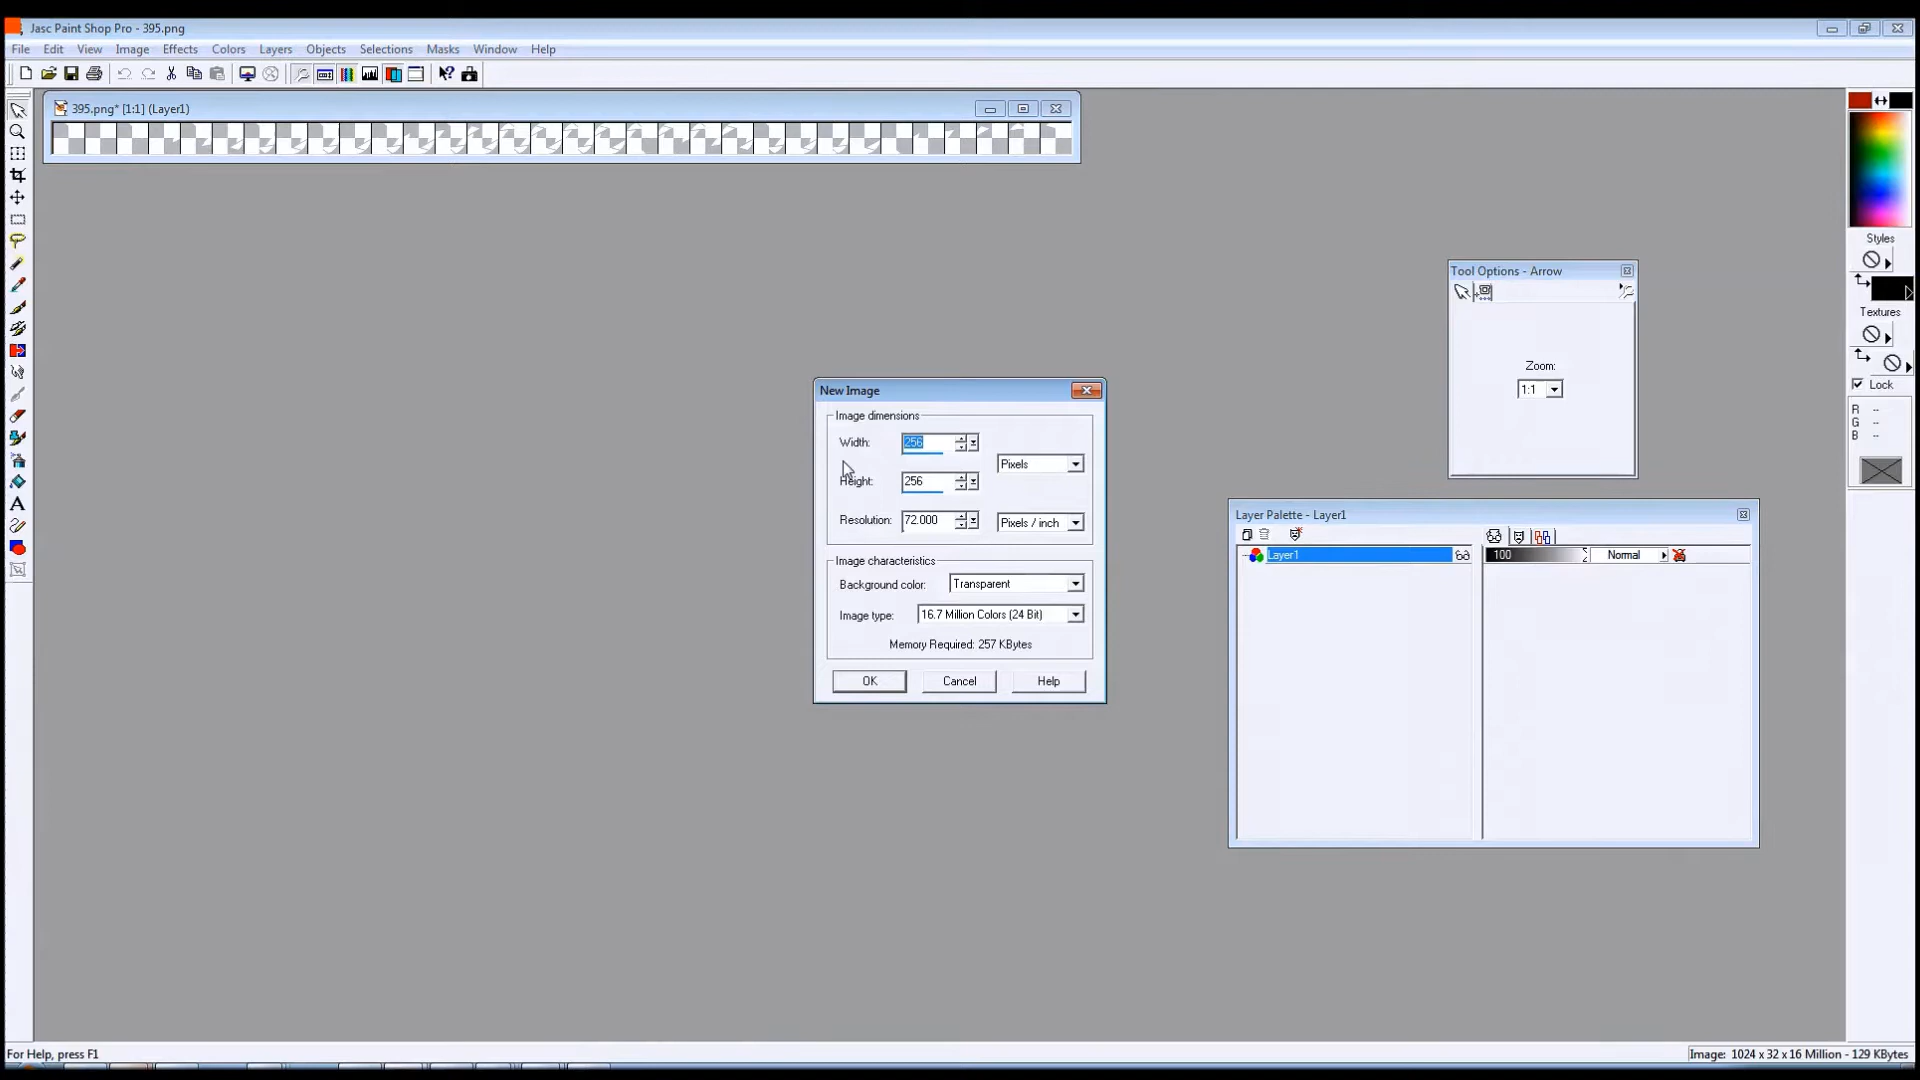 Jasc Paint Shop Pro - 395.png
File Edit View Image Effects Colors Layers Objects Selections Masks Window Help
395.png* [1:1] (Layer1)
Styles
Textures
Lock
R --
G --
B --
Tool Options - Arrow
Zoom:
1:1
New Image
Image dimensions
Width: 256
Pixels
Height: 256
Resolution: 72.000 Pixels / inch
Image characteristics
Background color: Transparent
Image type: 16.7 Million Colors (24 Bit)
Memory Required: 257 KBytes
OK Cancel Help
Layer Palette - Layer1
Layer1 100 Normal
For Help, press F1
Image: 1024 x 32 x 16 Million - 129 KBytes